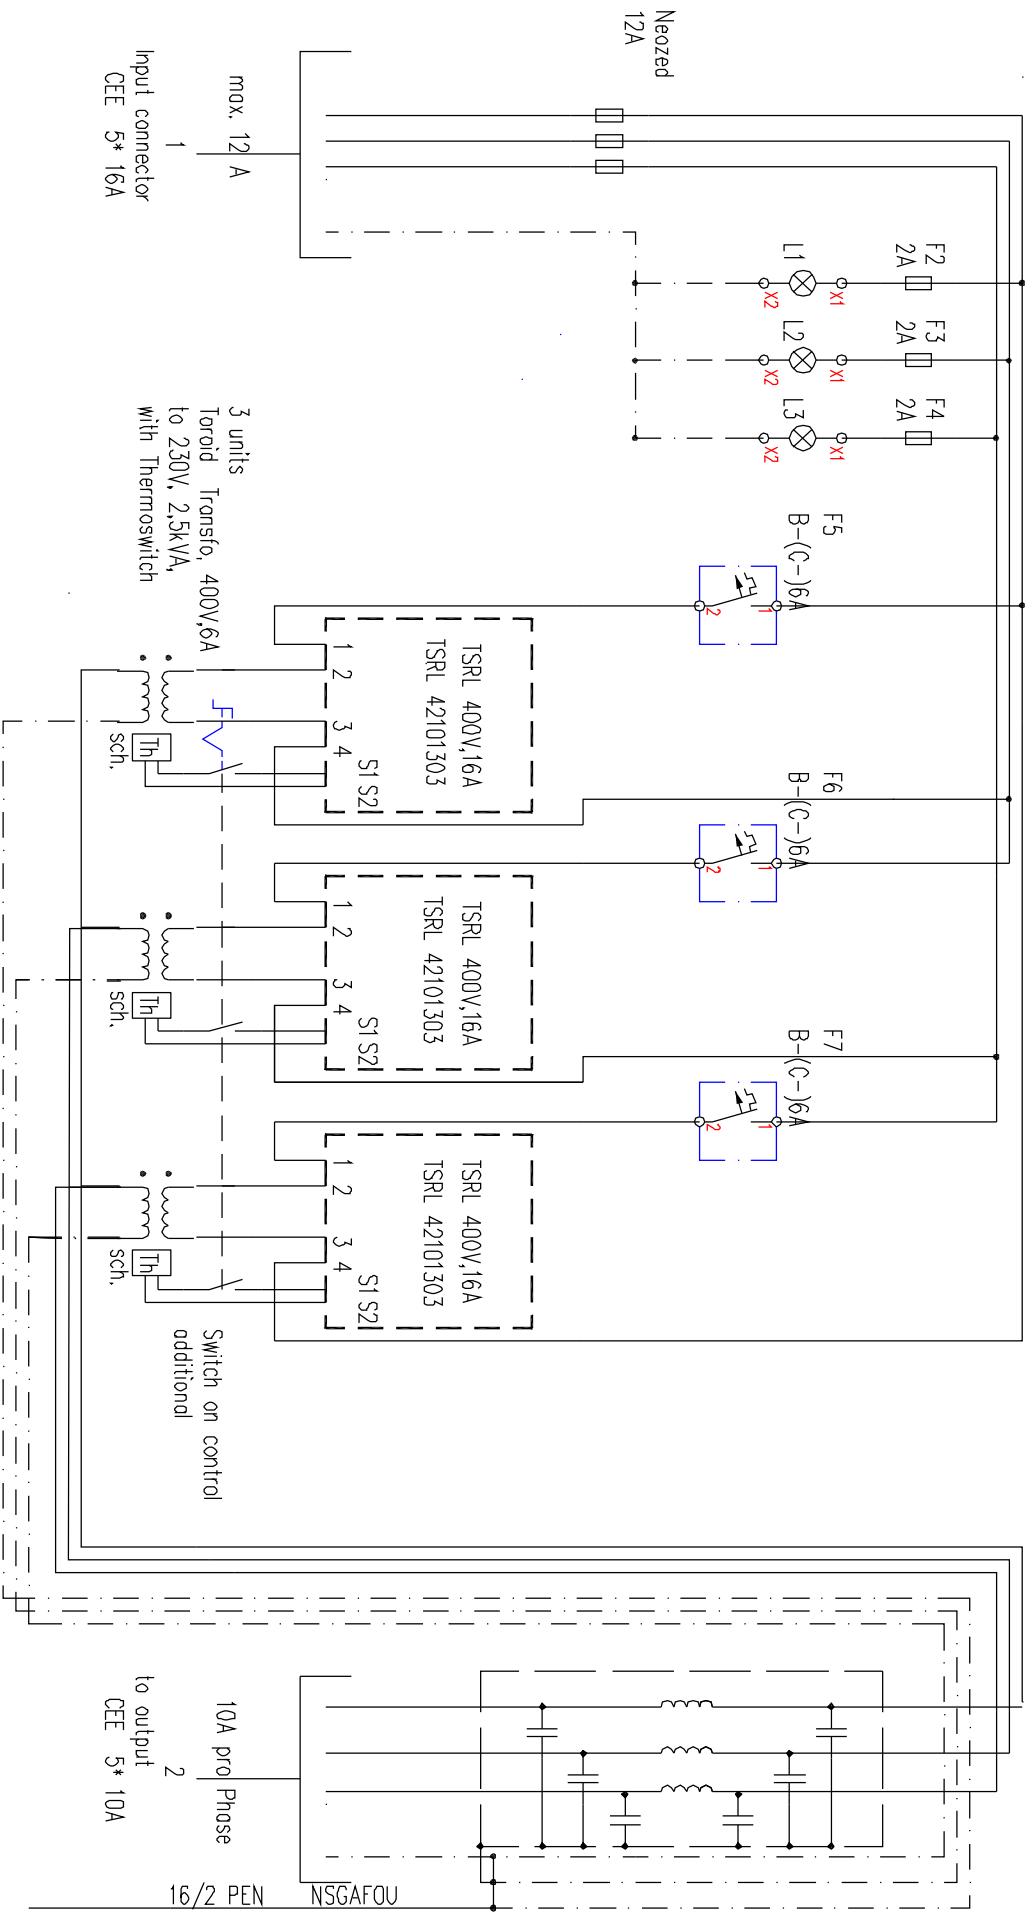 Neozed
12A
Input connector
CEE 5* 16A
1
max. 12 A
F2
2A
L1
X1
X2
F3
2A
L2
X1
X2
F4
2A
L3
X1
X2
3 units
Toroid Transfo, 400V,6A
to 230V, 2,5kVA,
with Thermoswitch
F5
B-(C-)6A
1
2
TSRL 400V,16A
TSRL 42101303
1 2 3 4
S1 S2
Th
sch.
F6
B-(C-)6A
1
2
TSRL 400V,16A
TSRL 42101303
1 2 3 4
S1 S2
Th
sch.
F7
B-(C-)6A
1
2
TSRL 400V,16A
TSRL 42101303
1 2 3 4
S1 S2
Th
sch.
Switch on control
additional
10A pro Phase
2
to output
CEE 5* 10A
16/2 PEN NSGAFOU